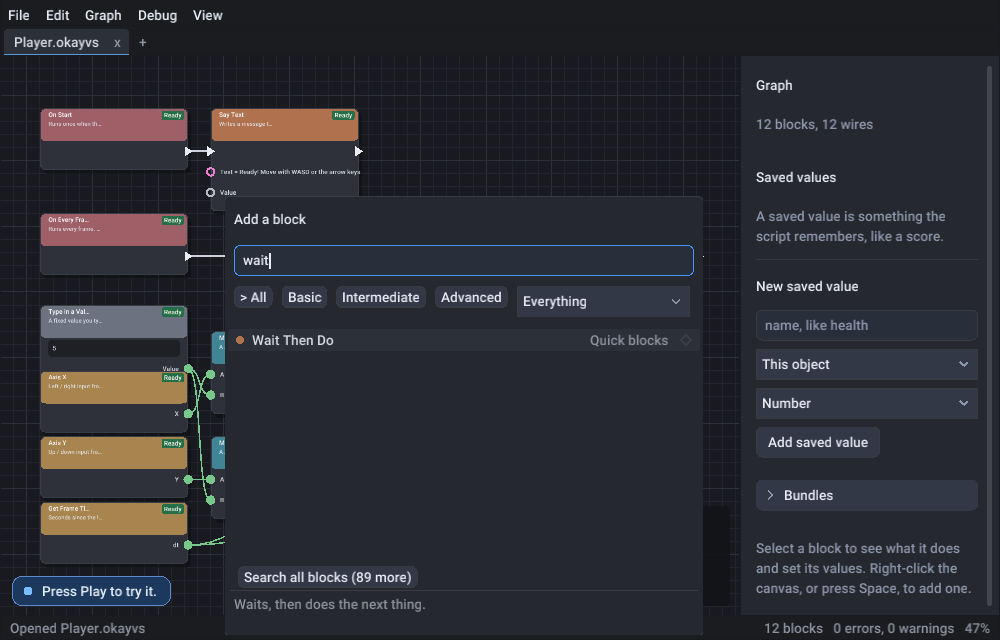 File Edit Graph Debug View
Player.okayvs x +
On Start Ready
Runs once when th...
Say Text Ready
Writes a message t...
Text = Ready! Move with WASD or the arrow keys
Value
On Every Fra... Ready
Runs every frame. ...
Type in a Val... Ready
A fixed value you ty...
5
Value
Axis X Ready
Left / right input fro...
X
Axis Y Ready
Up / down input fro...
Y
Get Frame Ti... Ready
Seconds since the l...
dt
M
A
A
M
A
A
Add a block
wait
> All Basic Intermediate Advanced Everything
Wait Then Do Quick blocks
Search all blocks (89 more)
Waits, then does the next thing.
Graph
12 blocks, 12 wires
Saved values
A saved value is something the
script remembers, like a score.
New saved value
name, like health
This object
Number
Add saved value
Bundles
Select a block to see what it does
and set its values. Right-click the
canvas, or press Space, to add one.
Press Play to try it.
Opened Player.okayvs
12 blocks 0 errors, 0 warnings 47%